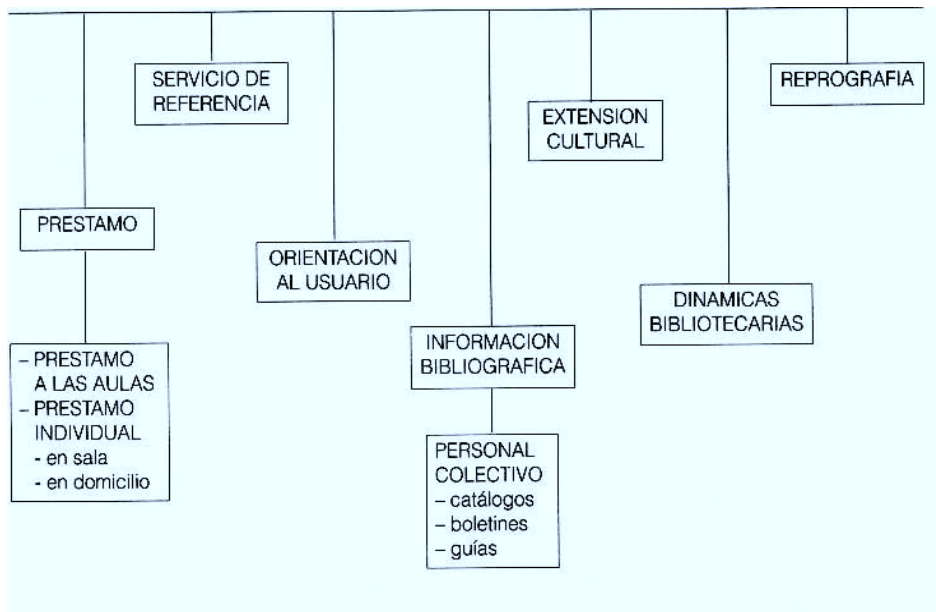 SERVICIO DE
REFERENCIA
REPROGRAFIA
EXTENSION
CULTURAL
PRESTAMO
ORIENTACION
AL USUARIO
DINAMICAS
BIBLIOTECARIAS
INFORMACION
BIBLIOGRAFICA
– PRESTAMO
A LAS AULAS
– PRESTAMO
INDIVIDUAL
- en sala
- en domicilio
PERSONAL
COLECTIVO
– catálogos
– boletines
– guías